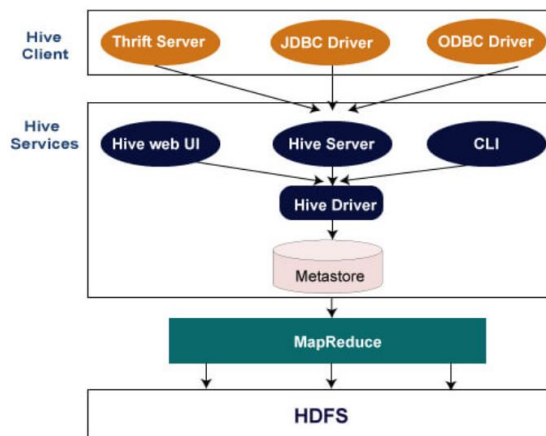 Hive
Client
Thrift Server
JDBC Driver
ODBC Driver
Hive
Services
Hive web UI
Hive Server
CLI
Hive Driver
Metastore
MapReduce
HDFS